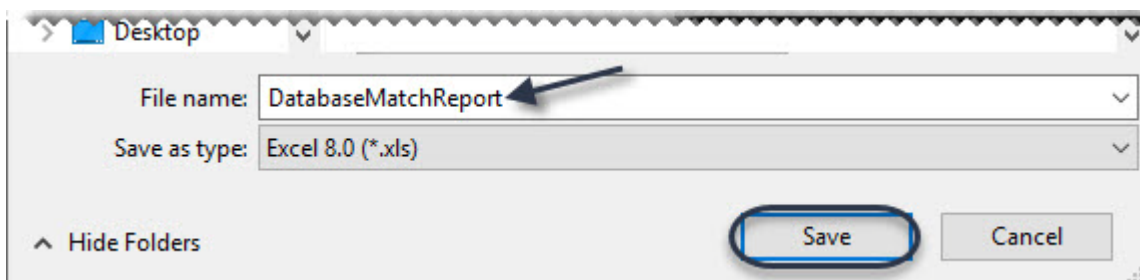 Desktop
File name: DatabaseMatchReport
Save as type: Excel 8.0 (*.xls)
Hide Folders Save Cancel